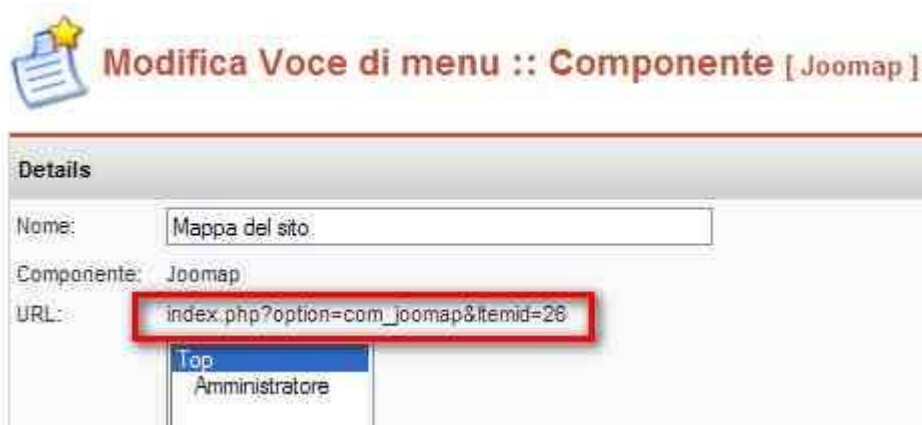 Modifica Voce di menu :: Componente [ Joomap ]
Details
Nome: Mappa del sito
Componente: Joomap
URL: index.php?option=com_joomap&Itemid=26
Top
Amministratore